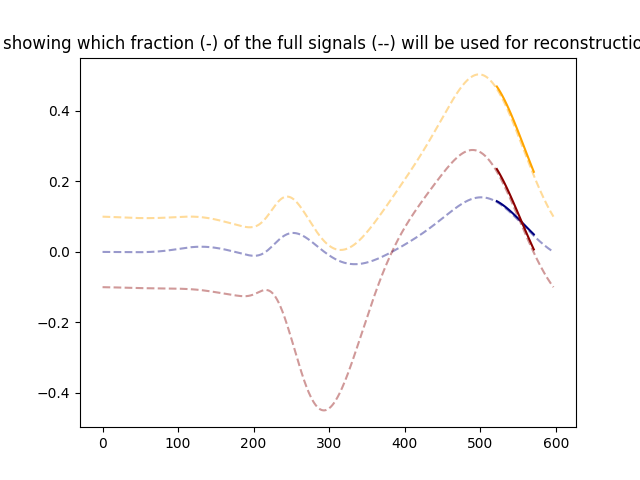 showing which fraction (-) of the full signals (--) will be used for
0.4
0.2
0.0
−0.2
−0.4
0 100 200 300 400 500 600